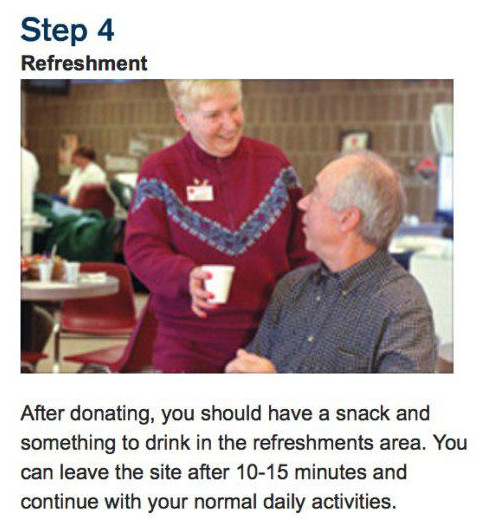 Step 4
Refreshment
After donating, you should have a snack and
something to drink in the refreshments area. You
can leave the site after 10-15 minutes and
continue with your normal daily activities.